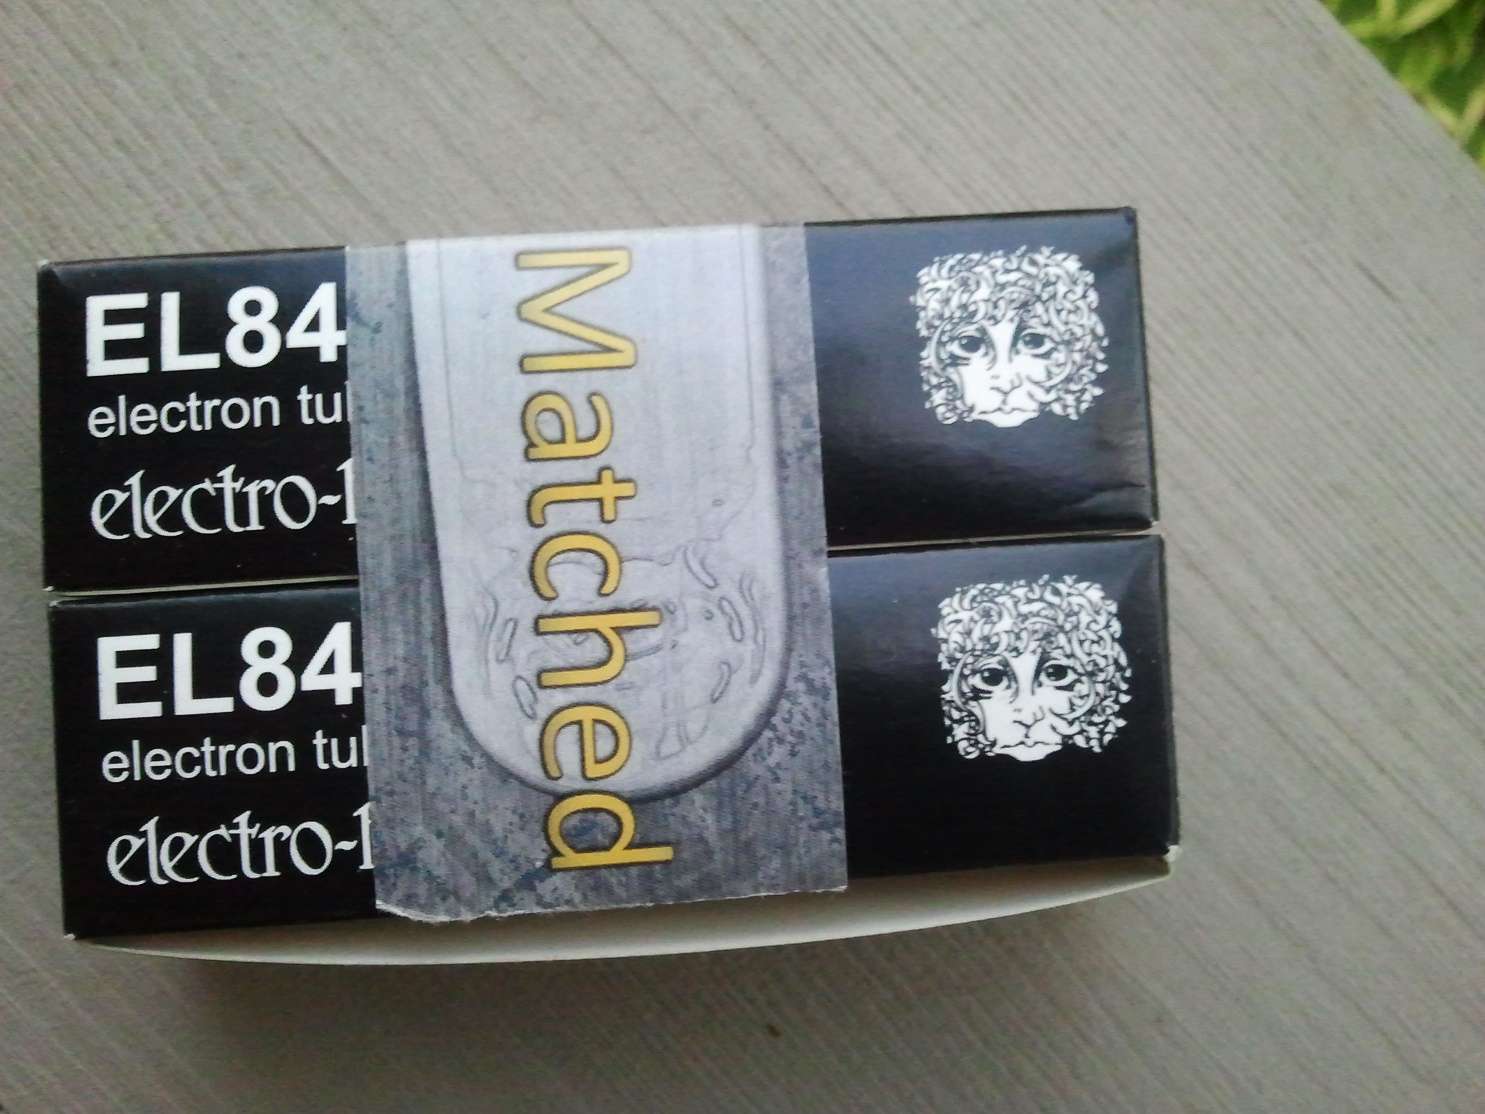 EL84
electron tu
electro-
Matched
EL84
electron tu
electro-